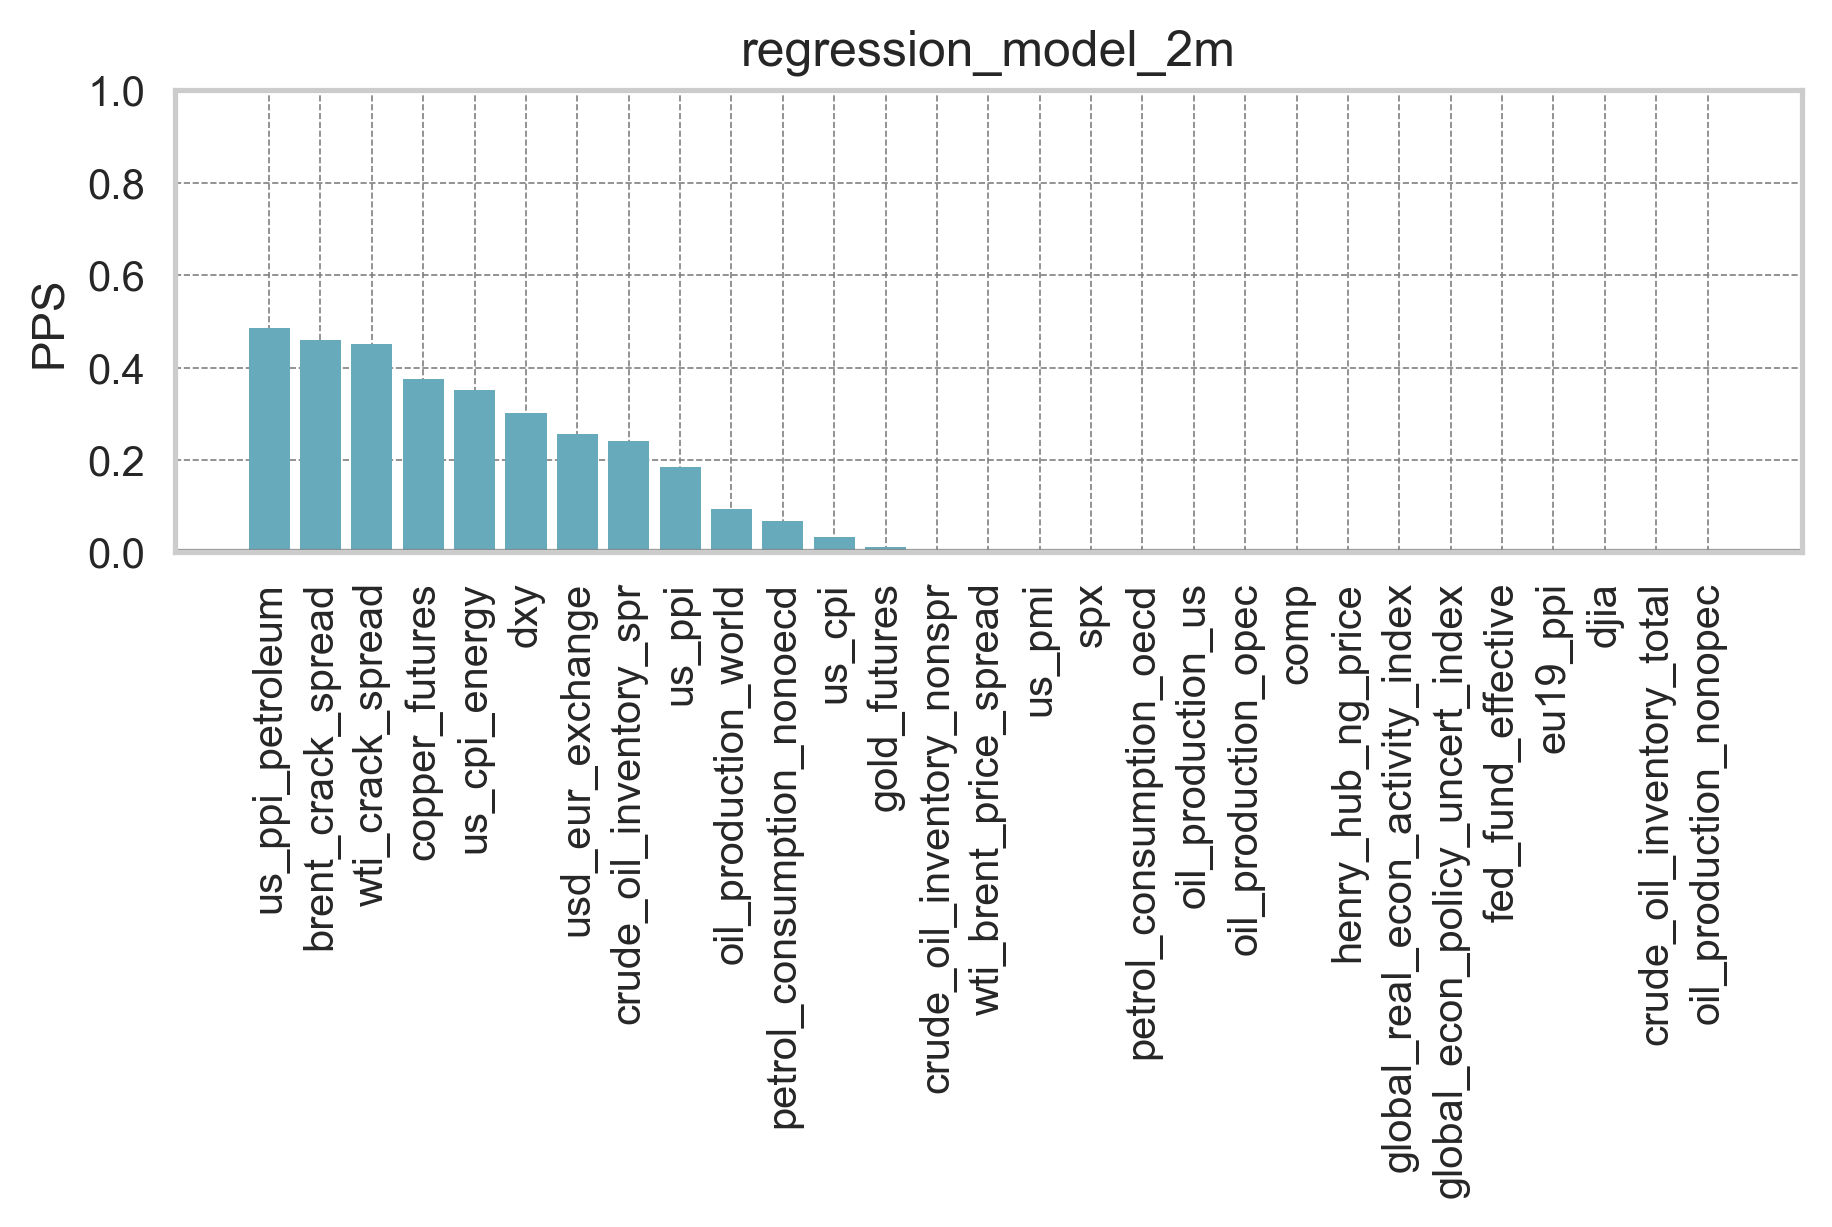 regression_model_2m
1.0
0.8
0.6
0.4
0.2
0.0
PPS
us_ppi_petroleum
brent_crack_spread
wti_crack_spread
copper_futures
us_cpi_energy
dxy
usd_eur_exchange
crude_oil_inventory_spr
us_ppi
oil_production_world
petrol_consumption_nonoecd
us_cpi
gold_futures
crude_oil_inventory_nonspr
wti_brent_price_spread
us_pmi
spx
petrol_consumption_oecd
oil_production_us
oil_production_opec
comp
henry_hub_ng_price
global_real_econ_activity_index
global_econ_policy_uncert_index
fed_fund_effective
eu19_ppi
djia
crude_oil_inventory_total
oil_production_nonopec